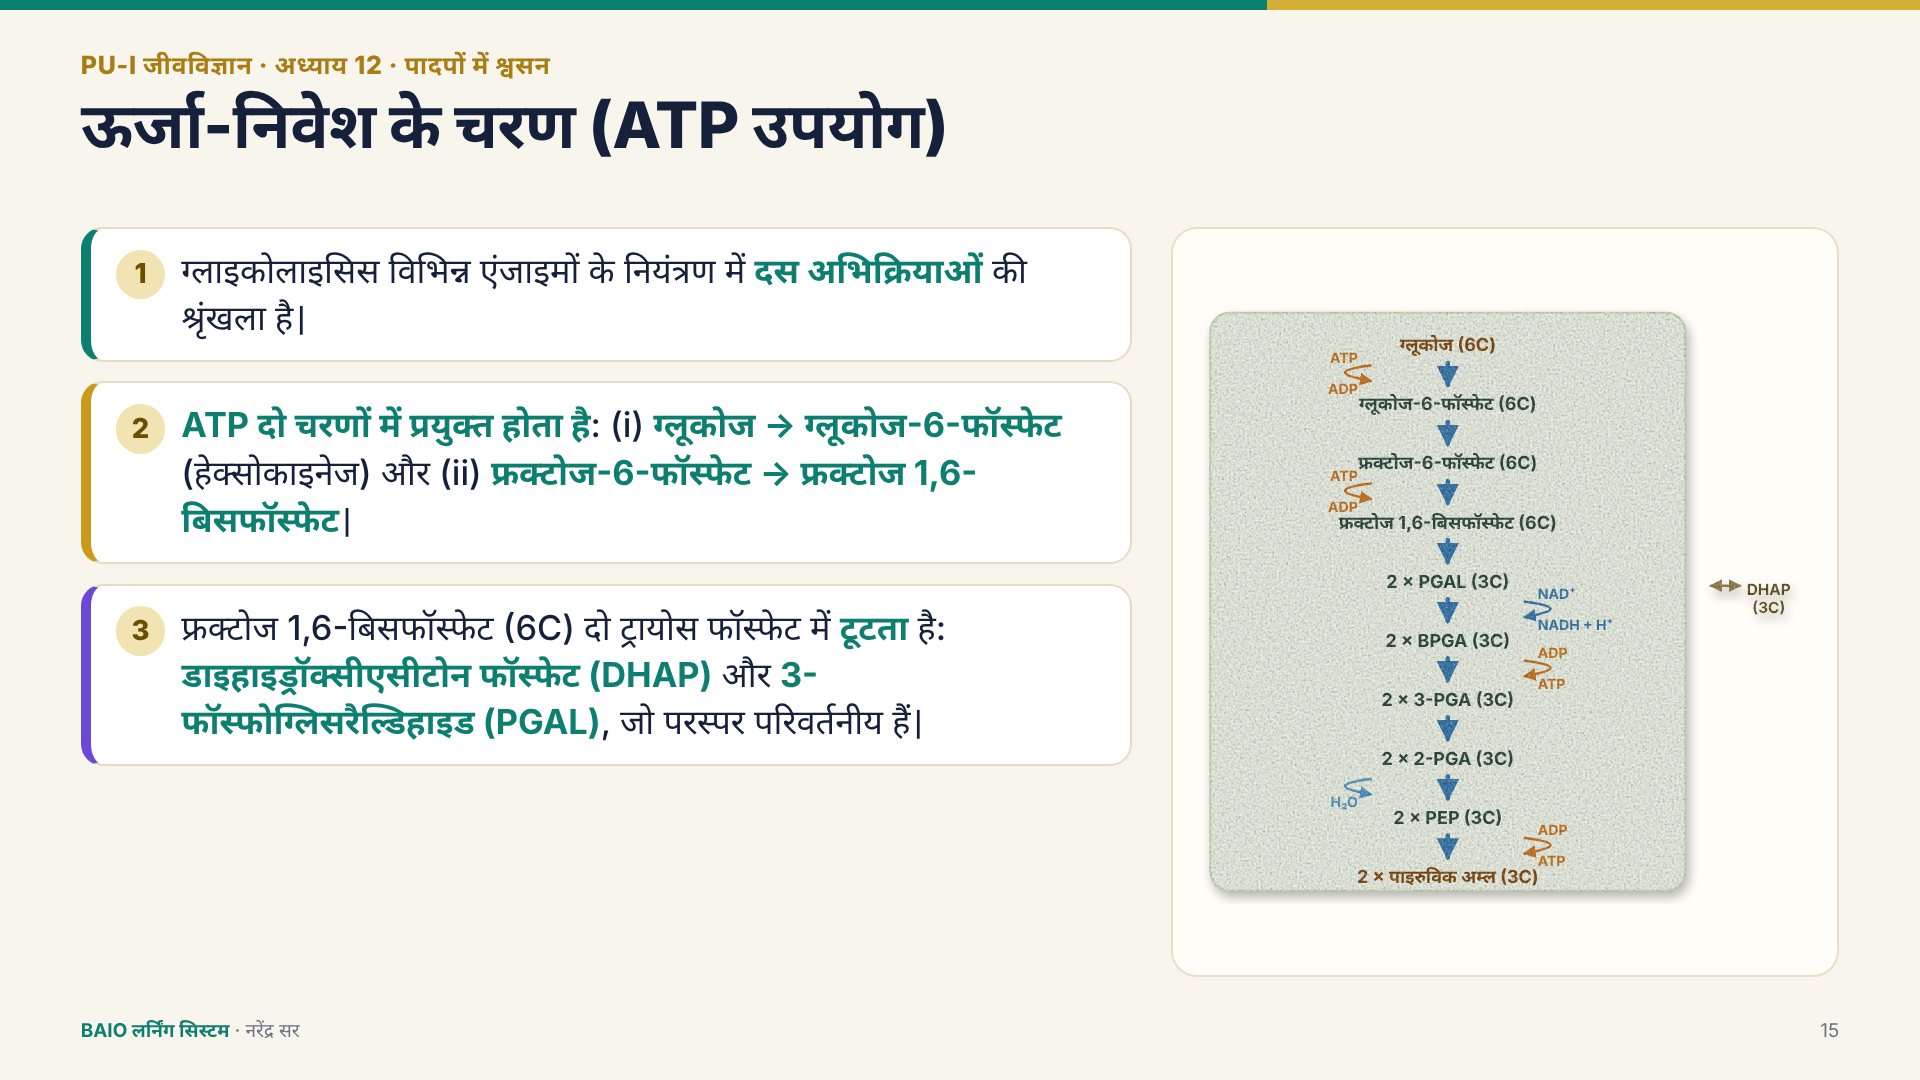 PU-I जीवविज्ञान · अध्याय 12 · पादपों में श्वसन
ऊर्जा-निवेश के चरण (ATP उपयोग)
1
ग्लाइकोलाइसिस विभिन्न एंजाइमों के नियंत्रण में दस अभिक्रियाओं की
श्रृंखला है|
2
ATP दो चरणों में प्रयुक्त होता है: (i) ग्लूकोज → ग्लूकोज-6-फॉस्फेट
(हेक्सोकाइनेज) और (ii) फ्रक्टोज-6-फॉस्फेट → फ्रक्टोज 1,6-
बिसफॉस्फेट|
3
फ्रक्टोज 1,6-बिसफॉस्फेट (6C) दो ट्रायोस फॉस्फेट में टूटता है:
डाइहाइड्रॉक्सीएसीटोन फॉस्फेट (DHAP) और 3-
फॉस्फोग्लिसरैल्डिहाइड (PGAL), जो परस्पर परिवर्तनीय हैं|
ग्लूकोज (6C)
ATP
ADP
ग्लूकोज-6-फॉस्फेट (6C)
फ्रक्टोज-6-फॉस्फेट (6C)
ATP
ADP
फ्रक्टोज 1,6-बिसफॉस्फेट (6C)
2 × PGAL (3C)
DHAP
(3C)
NAD⁺
NADH + H⁺
2 × BPGA (3C)
ADP
ATP
2 × 3-PGA (3C)
2 × 2-PGA (3C)
H₂O
2 × PEP (3C)
ADP
ATP
2 × पाइरुविक अम्ल (3C)
BAIO लर्निंग सिस्टम · नरेंद्र सर
15